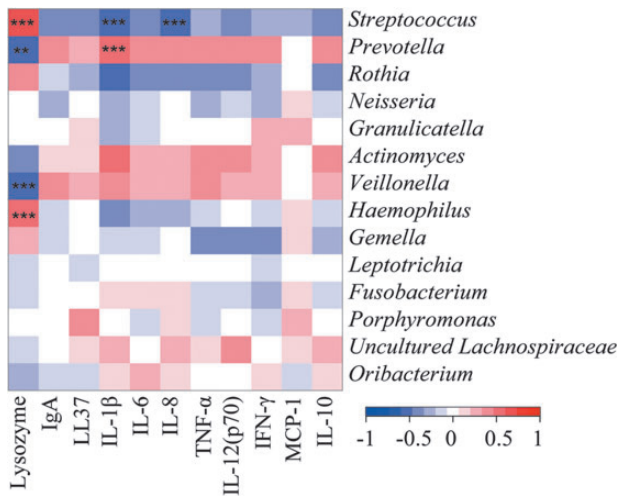 *** *** *** Streptococcus
** *** Prevotella
Rothia
Neisseria
Granulicatella
Actinomyces
*** Veillonella
*** Haemophilus
Gemella
Leptotrichia
Fusobacterium
Porphyromonas
Uncultured Lachnospiraceae
Oribacterium
Lysozyme
IgA
LL37
IL-1β
IL-6
IL-8
TNF-α
IL-12(p70)
IFN-γ
MCP-1
IL-10
-1 -0.5 0 0.5 1